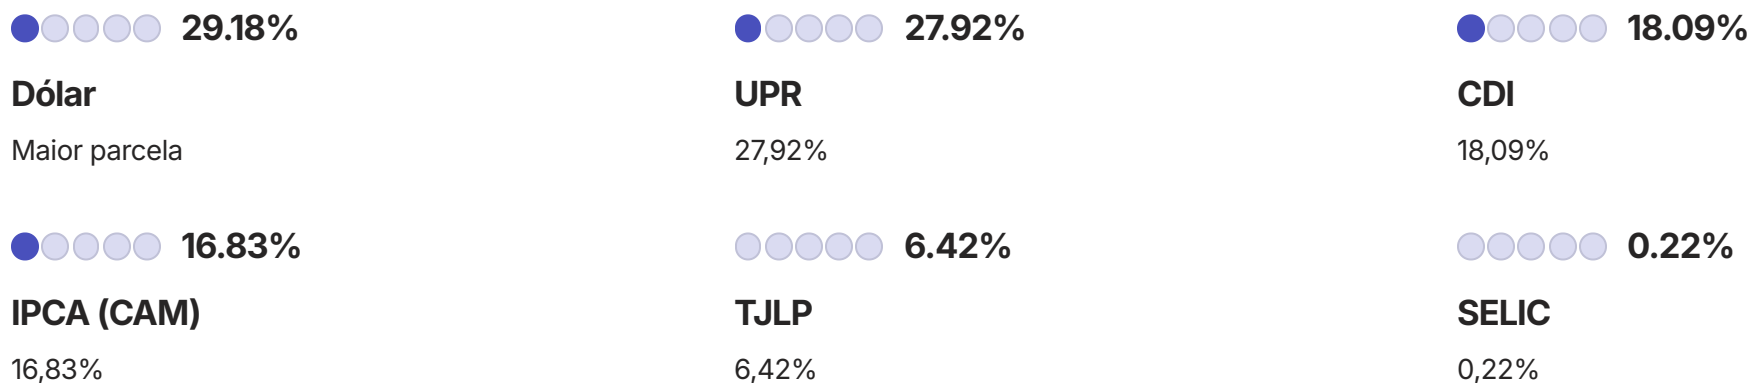 29.18%
Dólar
Maior parcela
27.92%
UPR
27,92%
18.09%
CDI
18,09%
16.83%
IPCA (CAM)
16,83%
6.42%
TJLP
6,42%
0.22%
SELIC
0,22%